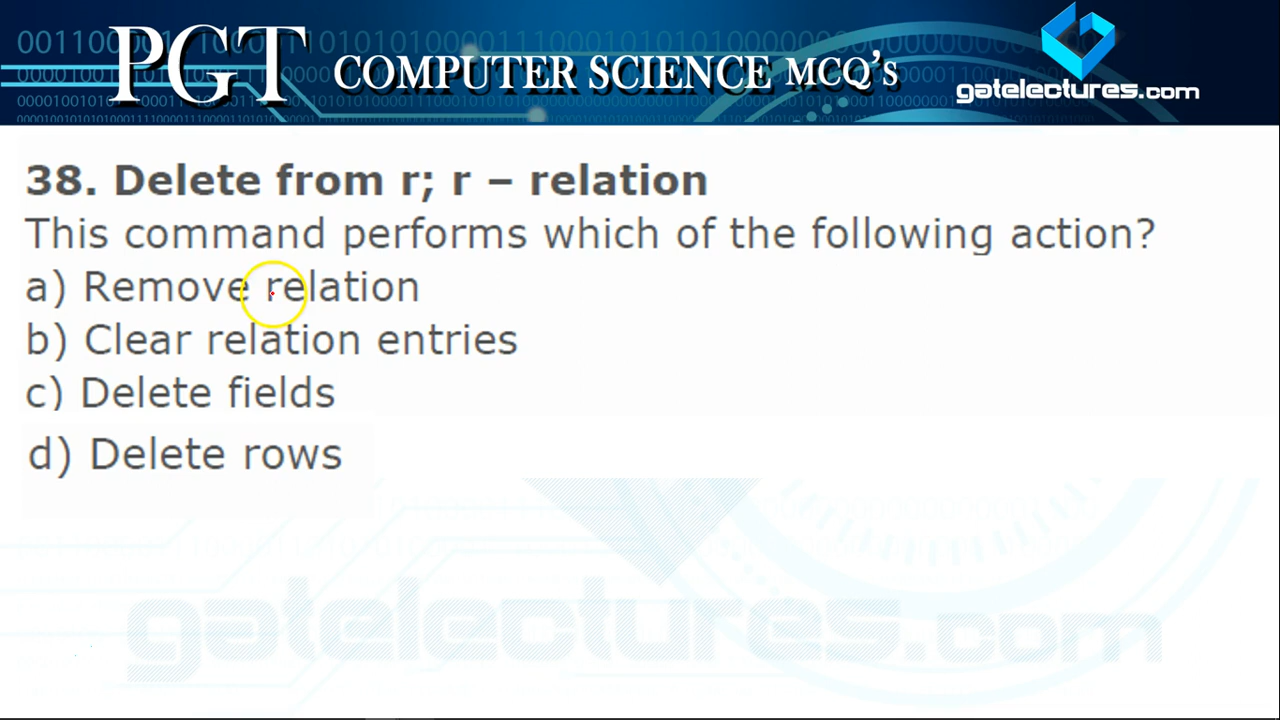 PGT COMPUTER SCIENCE MCQ's
gatelectures.com
38. Delete from r; r – relation
This command performs which of the following action?
a) Remove relation
b) Clear relation entries
c) Delete fields
d) Delete rows
gatelectures.com